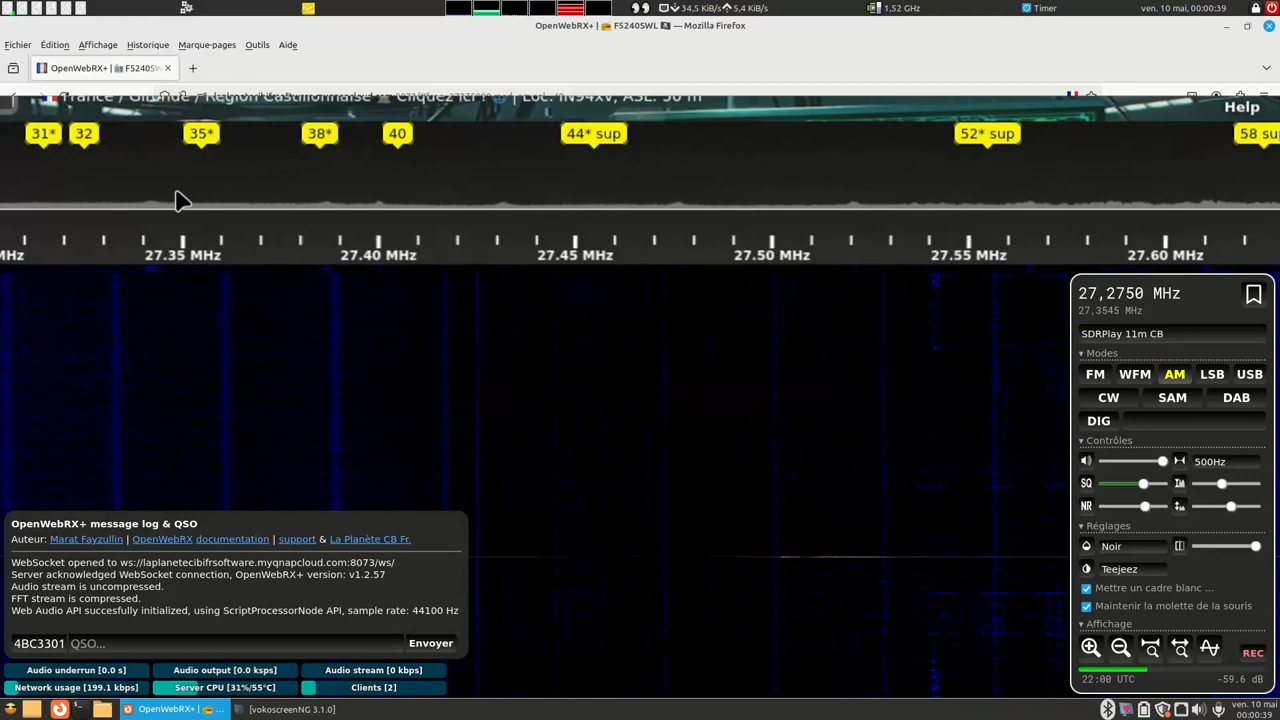 34,5 KiB/s 5,4 KiB/s
1,52 GHz
Timer
ven. 10 mai, 00:00:39
OpenWebRX+ | F5240SWL — Mozilla Firefox
Fichier Édition Affichage Historique Marque-pages Outils Aide
OpenWebRX+ | F5240SW
France / Gironde / Région Castillonnaise
Loc: IN94XV, ASL: 50 m
Help
31* 32 35* 38* 40 44* sup 52* sup 58 su
MHz 27.35 MHz 27.40 MHz 27.45 MHz 27.50 MHz 27.55 MHz 27.60 MHz
27,2750 MHz
27,3545 MHz
SDRPlay 11m CB
Modes
FM WFM AM LSB USB
CW SAM DAB
DIG
Contrôles
500Hz
SQ
NR
Réglages
Noir
Teejeez
Mettre un cadre blanc ...
Maintenir la molette de la souris
Affichage
REC
22:00 UTC -59.6 dB
OpenWebRX+ message log & QSO
Auteur: Marat Fayzullin | OpenWebRX documentation | support & La Planète CB Fr.
WebSocket opened to ws://laplanetecibifrsoftware.myqnapcloud.com:8073/ws/
Server acknowledged WebSocket connection, OpenWebRX+ version: v1.2.57
Audio stream is uncompressed.
FFT stream is compressed.
Web Audio API succesfully initialized, using ScriptProcessorNode API, sample rate: 44100 Hz
4BC3301 QSO... Envoyer
Audio underrun [0.0 s] Audio output [0.0 ksps] Audio stream [0 kbps]
Network usage [199.1 kbps] Server CPU [31%/55°C] Clients [2]
OpenWebRX+ | ...
[vokoscreenNG 3.1.0]
ven. 10 mai
00:00:39